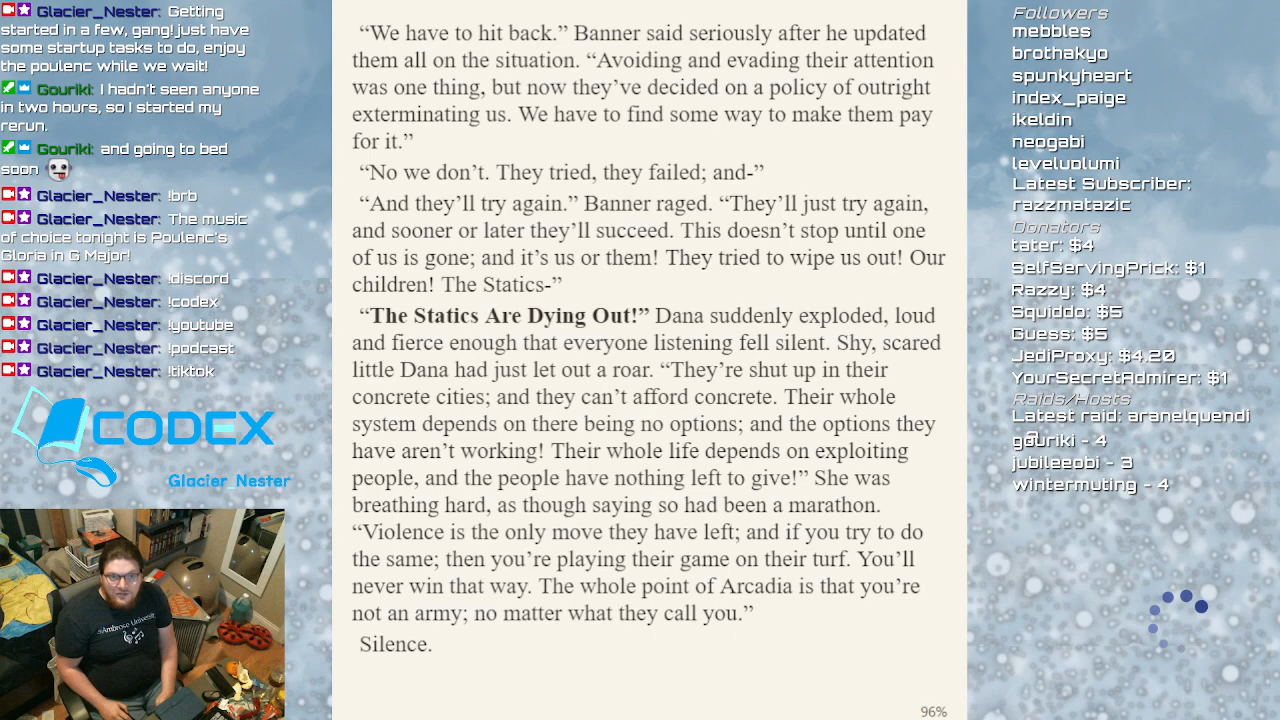 Glacier_Nester: Getting
started in a few, gang! just have
some startup tasks to do, enjoy
the poulenc while we wait!
Gouriki: I hadn't seen anyone
in two hours, so I started my
rerun.
Gouriki: and going to bed
soon
Glacier_Nester: !brb
Glacier_Nester: The music
of choice tonight is Poulenc's
Gloria in G Major!
Glacier_Nester: !discord
Glacier_Nester: !codex
Glacier_Nester: !youtube
Glacier_Nester: !podcast
Glacier_Nester: !tiktok
CODEX
Glacier_Nester
“We have to hit back.” Banner said seriously after he updated
them all on the situation. “Avoiding and evading their attention
was one thing, but now they’ve decided on a policy of outright
exterminating us. We have to find some way to make them pay
for it.”
“No we don’t. They tried, they failed; and-”
“And they’ll try again.” Banner raged. “They’ll just try again,
and sooner or later they’ll succeed. This doesn’t stop until one
of us is gone; and it’s us or them! They tried to wipe us out! Our
children! The Statics-”
“The Statics Are Dying Out!” Dana suddenly exploded, loud
and fierce enough that everyone listening fell silent. Shy, scared
little Dana had just let out a roar. “They’re shut up in their
concrete cities; and they can’t afford concrete. Their whole
system depends on there being no options; and the options they
have aren’t working! Their whole life depends on exploiting
people, and the people have nothing left to give!” She was
breathing hard, as though saying so had been a marathon.
“Violence is the only move they have left; and if you try to do
the same; then you’re playing their game on their turf. You’ll
never win that way. The whole point of Arcadia is that you’re
not an army; no matter what they call you.”
Silence.
96%
Followers
mebbles
brothakyo
spunkyheart
index_paige
ikeldin
neogabi
leveluolumi
Latest Subscriber:
razzmatazic
Donators
tater: $4
SelfServingPrick: $1
Razzy: $4
Squiddo: $5
Guess: $5
JediProxy: $4.20
YourSecretAdmirer: $1
Raids/Hosts
Latest raid: aranelquendi
gouriki - 4
jubileepbi - 3
wintermuting - 4